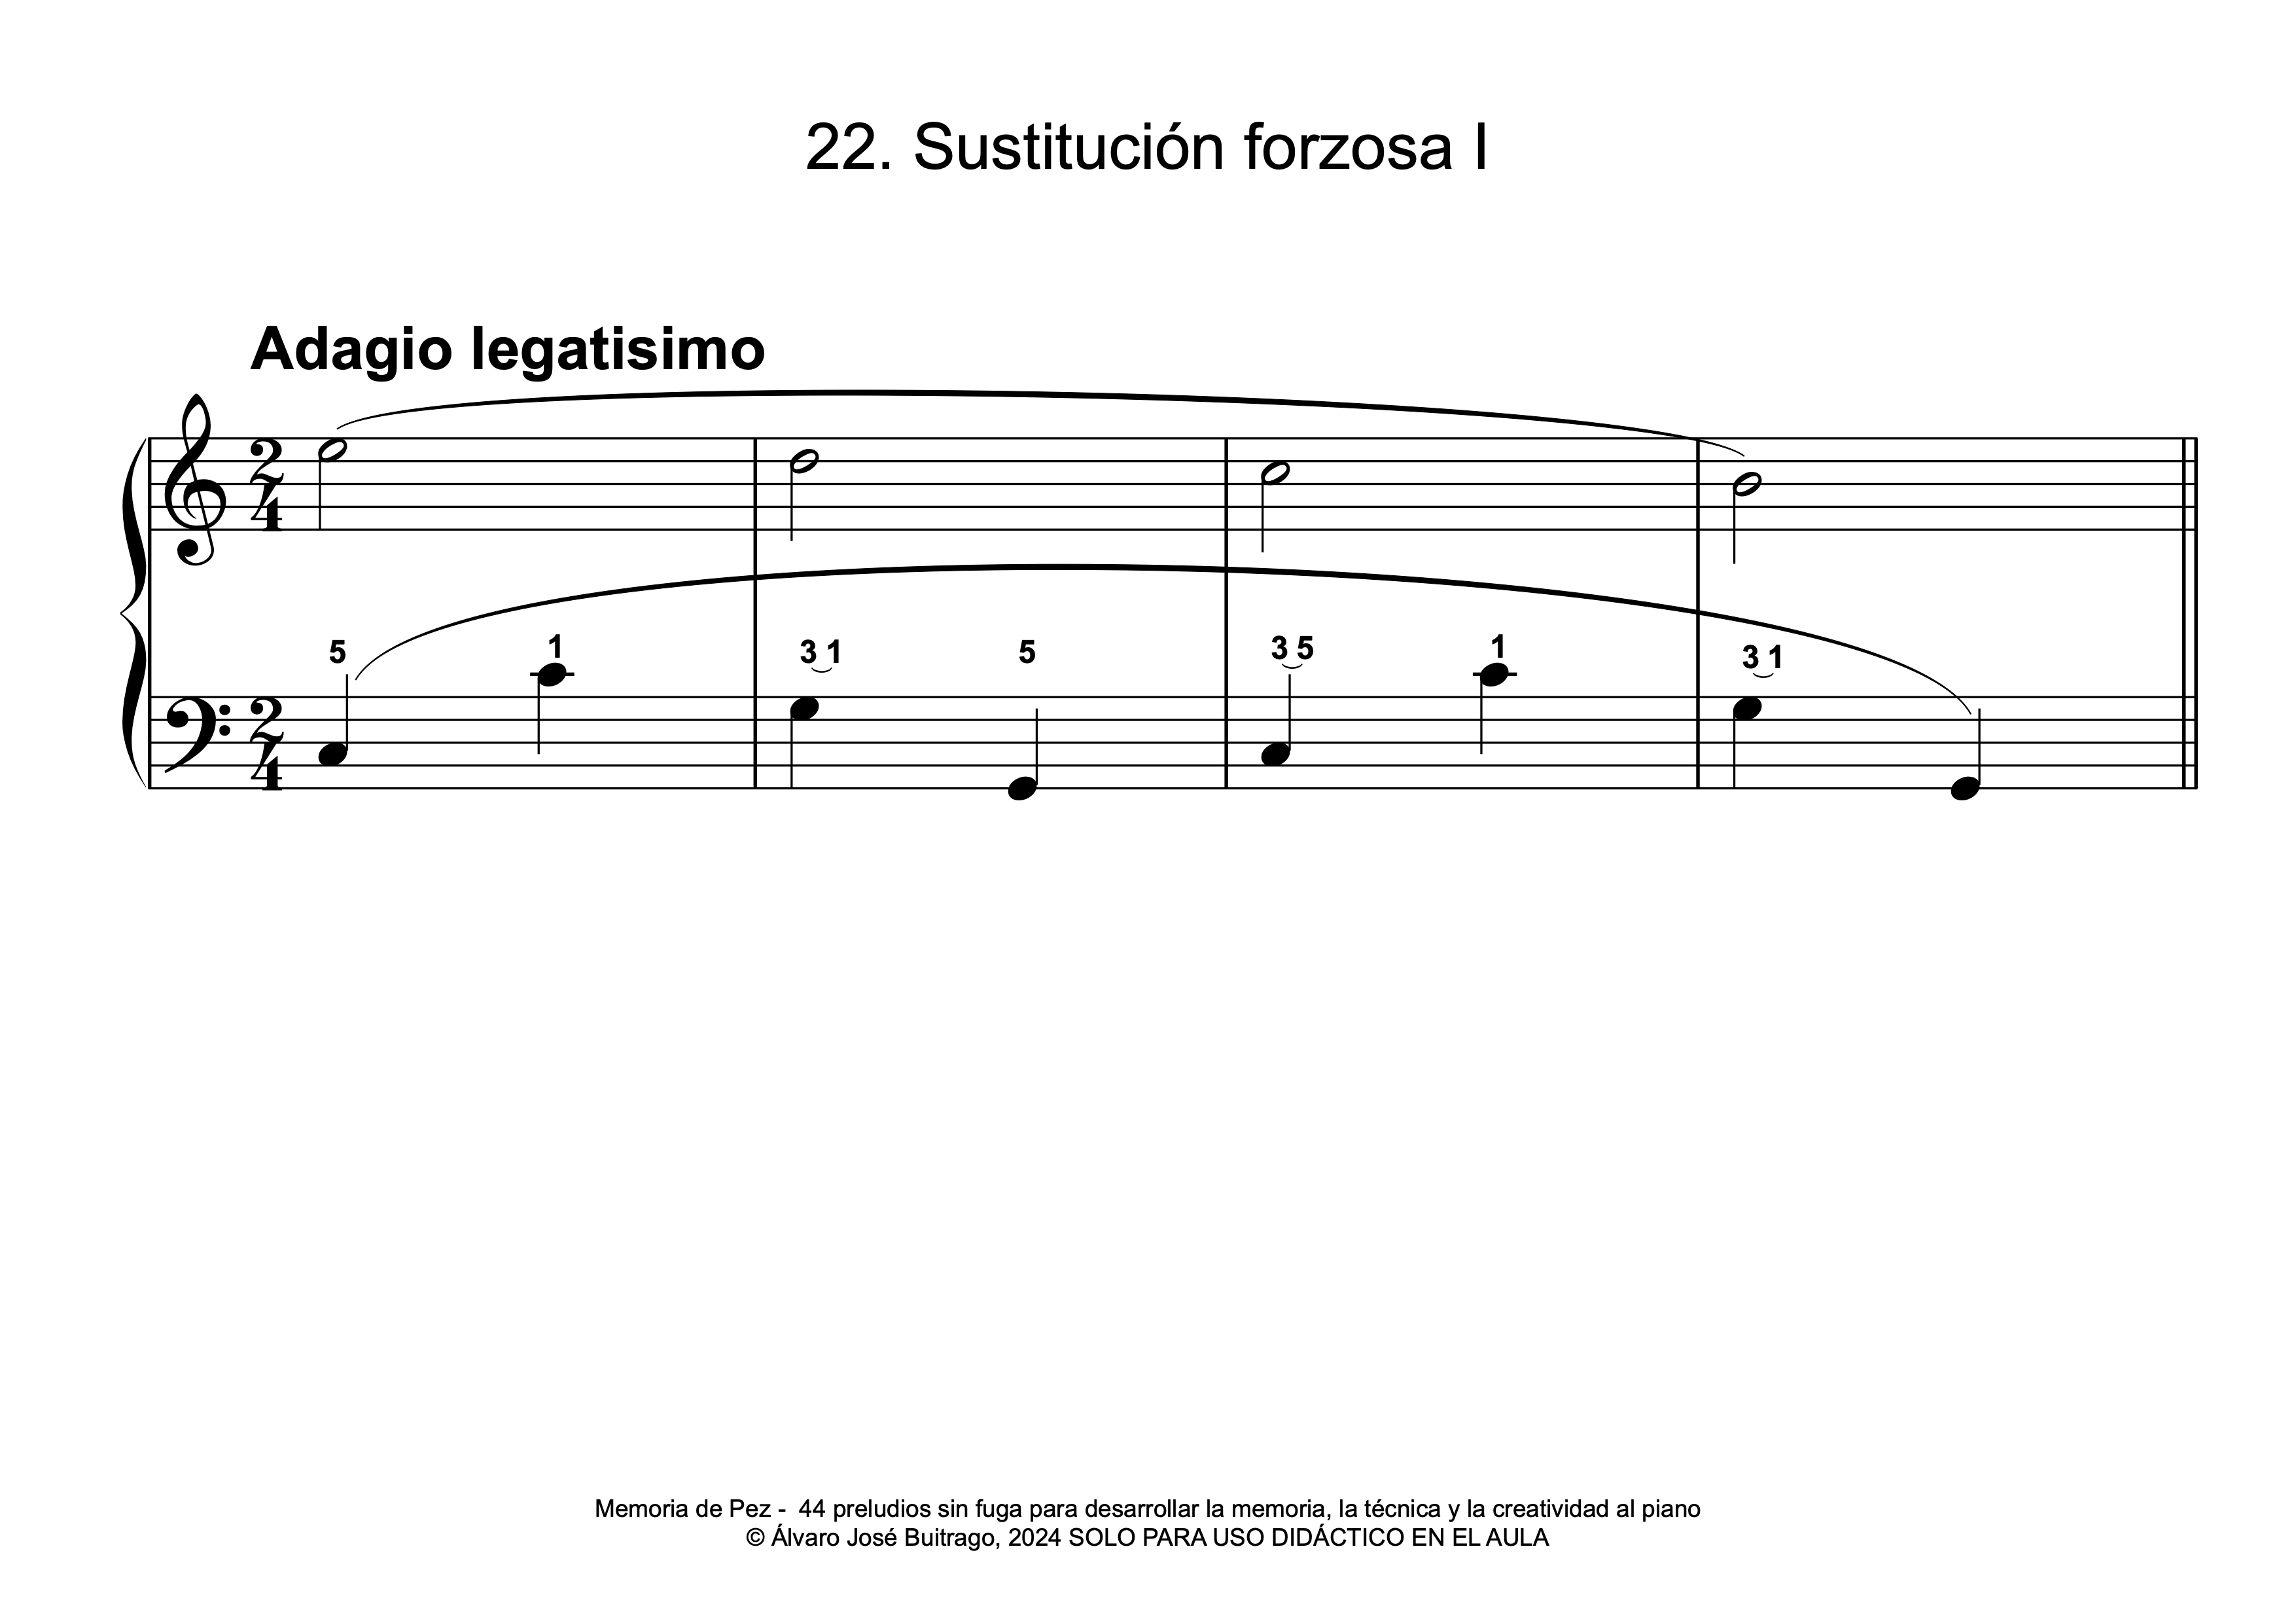 22. Sustitución forzosa I
Adagio legatisimo
2
4
5 1 3 1 5 3 5 1 3 1
2
4
Memoria de Pez -  44 preludios sin fuga para desarrollar la memoria, la técnica y la creatividad al piano
© Álvaro José Buitrago, 2024 SOLO PARA USO DIDÁCTICO EN EL AULA